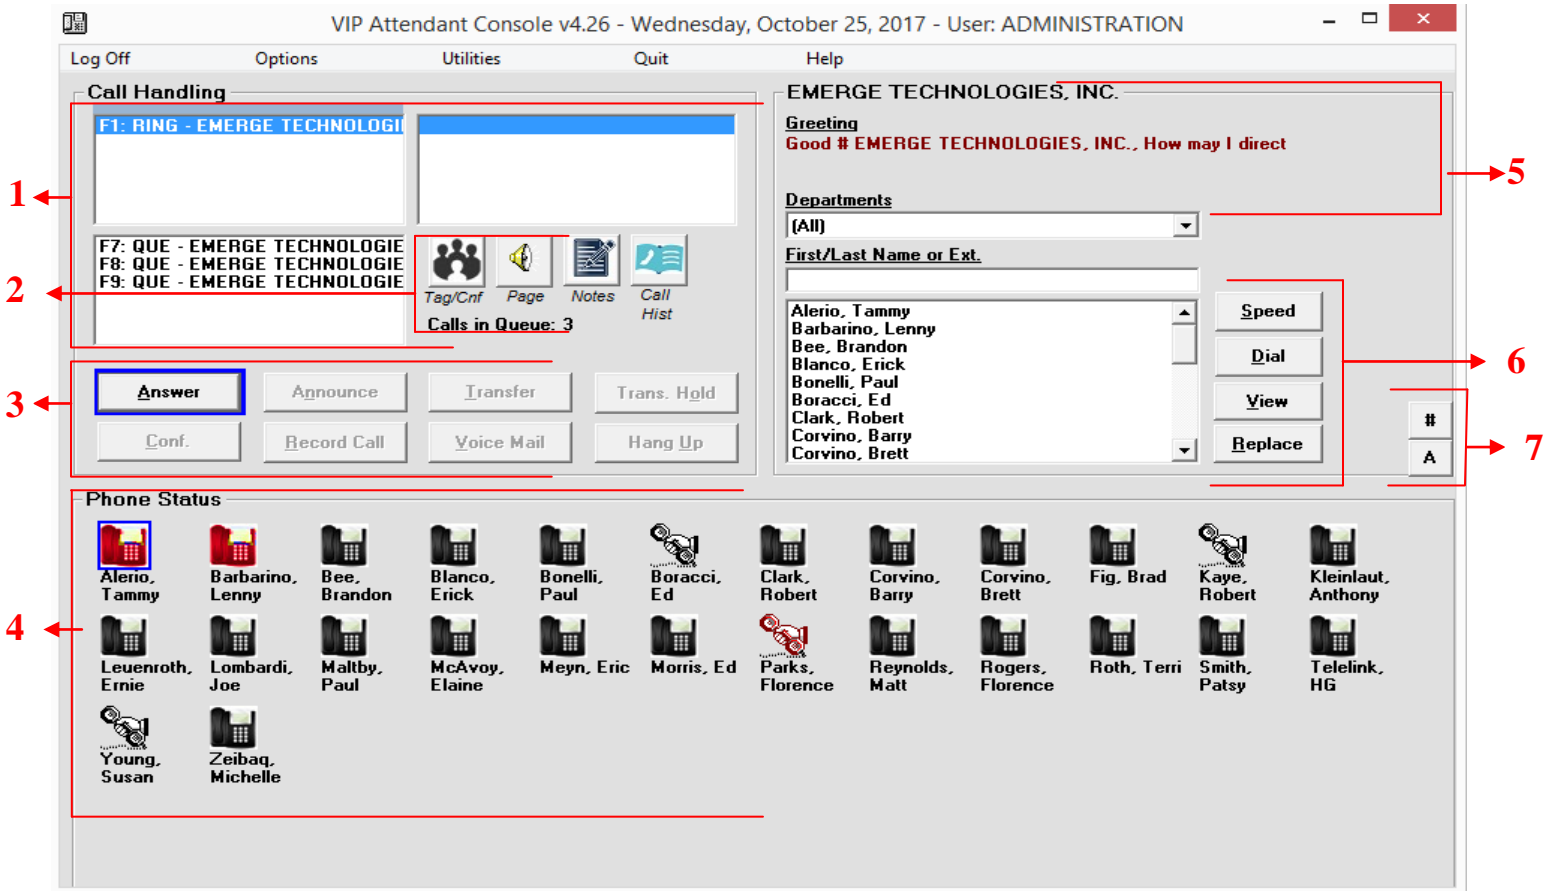 VIP Attendant Console v4.26 - Wednesday, October 25, 2017 - User: ADMINISTRATION
Log Off Options Utilities Quit Help
Call Handling
F1: RING - EMERGE TECHNOLOGI
F7: QUE - EMERGE TECHNOLOGIE
F8: QUE - EMERGE TECHNOLOGIE
F9: QUE - EMERGE TECHNOLOGIE
Tag/Cnf Page Notes Call
Hist
Calls in Queue: 3
Answer Announce Transfer Trans. Hold
Conf. Record Call Voice Mail Hang Up
1
2
3
EMERGE TECHNOLOGIES, INC.
Greeting
Good # EMERGE TECHNOLOGIES, INC., How may I direct
Departments
(All)
First/Last Name or Ext.
Alerio, Tammy
Barbarino, Lenny
Bee, Brandon
Blanco, Erick
Bonelli, Paul
Boracci, Ed
Clark, Robert
Corvino, Barry
Corvino, Brett
Speed
Dial
View
Replace
#
A
5
6
7
Phone Status
Alerio, Barbarino, Bee, Blanco, Bonelli, Boracci, Clark, Corvino, Corvino, Fig, Brad Kaye, Kleinlaut,
Tammy Lenny Brandon Erick Paul Ed Robert Barry Brett Robert Anthony
4
Leuenroth, Lombardi, Maltby, McAvoy, Meyn, Eric Morris, Ed Parks, Reynolds, Rogers, Roth, Terri Smith, Telelink,
Ernie Joe Paul Elaine Florence Matt Florence Patsy HG
Young, Zeibaq,
Susan Michelle